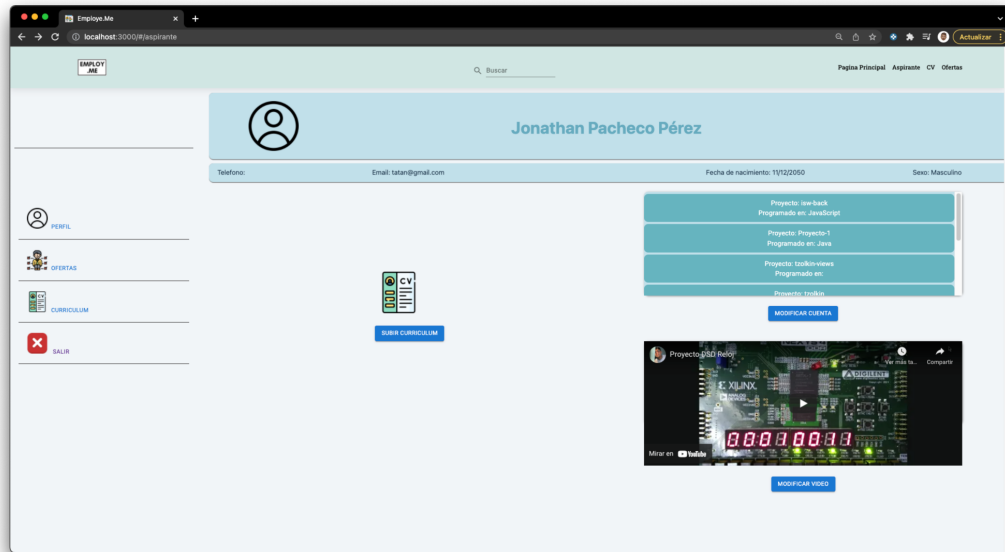 Employe.Me
localhost:3000/#/aspirante
Actualizar
EMPLOY
.ME
Buscar
Pagina Principal Aspirante CV Ofertas
Jonathan Pacheco Pérez
Telefono: Email: tatan@gmail.com Fecha de nacimiento: 11/12/2050 Sexo: Masculino
PERFIL
OFERTAS
CV
CURRICULUM
SALIR
CV
SUBIR CURRICULUM
Proyecto: isw-back
Programado en: JavaScript
Proyecto: Proyecto-1
Programado en: Java
Proyecto: tzolkin-views
Programado en:
Proyecto: tzolkin
MODIFICAR CUENTA
Proyecto DSD Reloj
Ver más ta... Compartir
DIGILENT
XILINX
ANALOG
DEVICES
Mirar en YouTube
MODIFICAR VIDEO